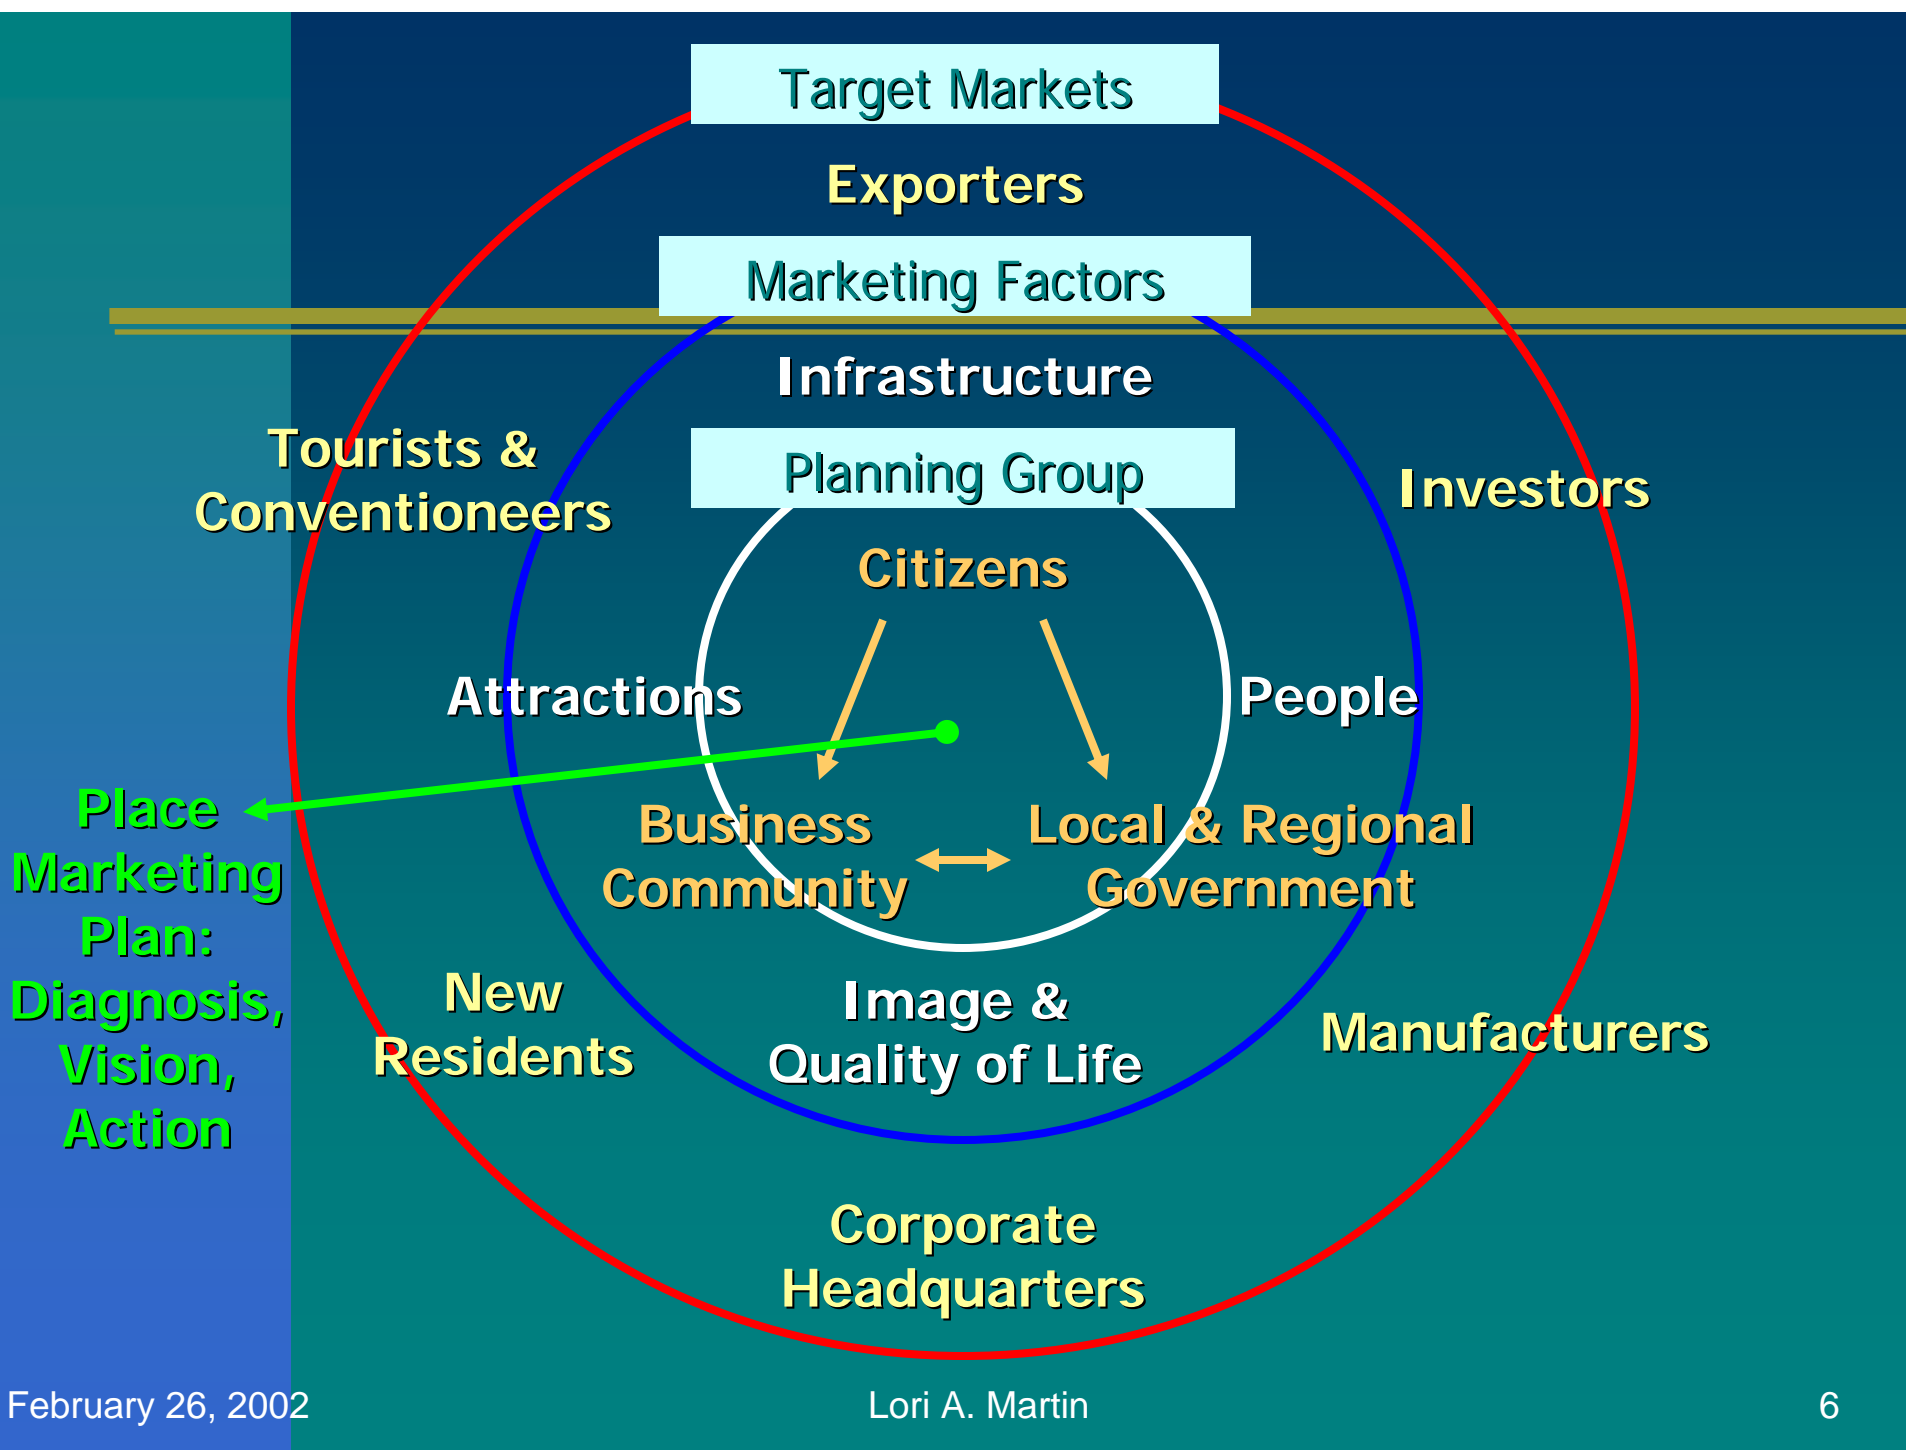 Target Markets
Exporters
Marketing Factors
Infrastructure
Tourists &
Conventioneers
Planning Group
Investors
Citizens
Attractions
People
Place
Marketing
Plan:
Diagnosis,
Vision,
Action
Business
Community
Local & Regional
Government
New
Residents
Image &
Quality of Life
Manufacturers
Corporate
Headquarters
February 26, 2002
Lori A. Martin
6